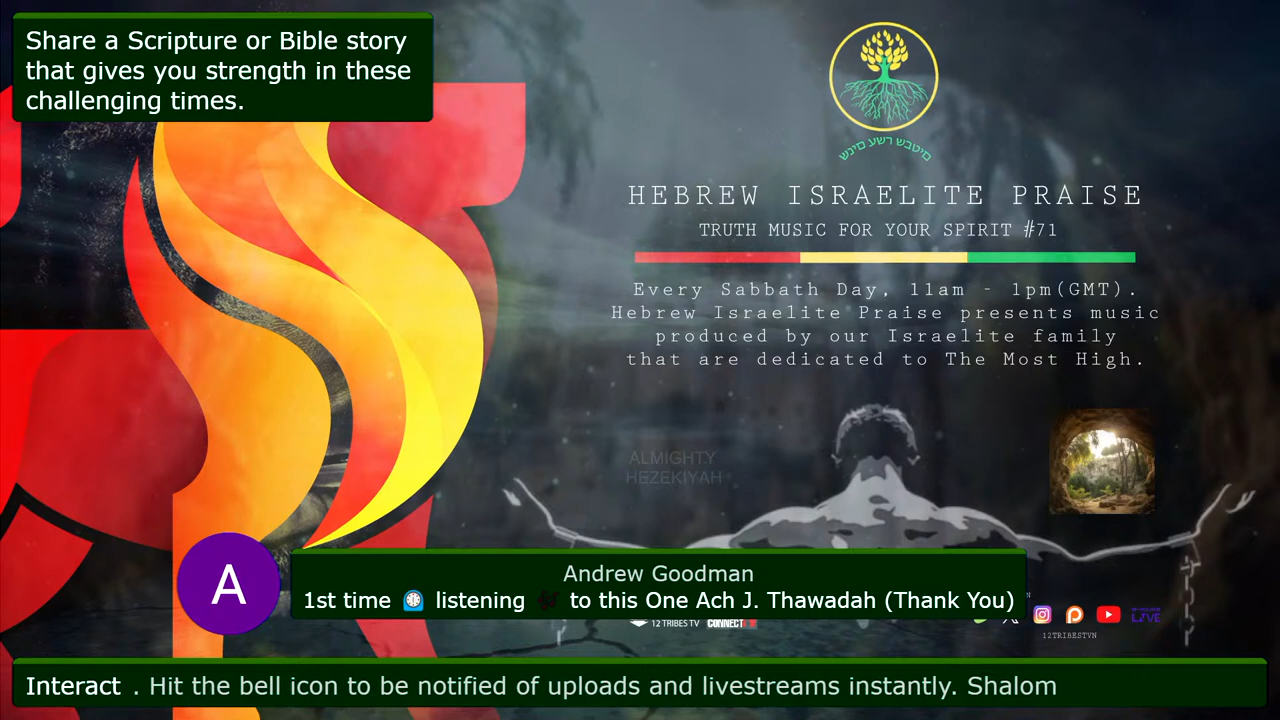 Share a Scripture or Bible story
that gives you strength in these
challenging times.
שנים עשר שבטים
HEBREW ISRAELITE PRAISE
TRUTH MUSIC FOR YOUR SPIRIT #71
Every Sabbath Day, 11am - 1pm(GMT).
Hebrew Israelite Praise presents music
produced by our Israelite family
that are dedicated to The Most High.
ALMIGHTY
HEZEKIYAH
A
Andrew Goodman
1st time listening to this One Ach J. Thawadah (Thank You)
12 TRIBES TV CONNECT
LIVE
12TRIBESTVN
Interact . Hit the bell icon to be notified of uploads and livestreams instantly. Shalom